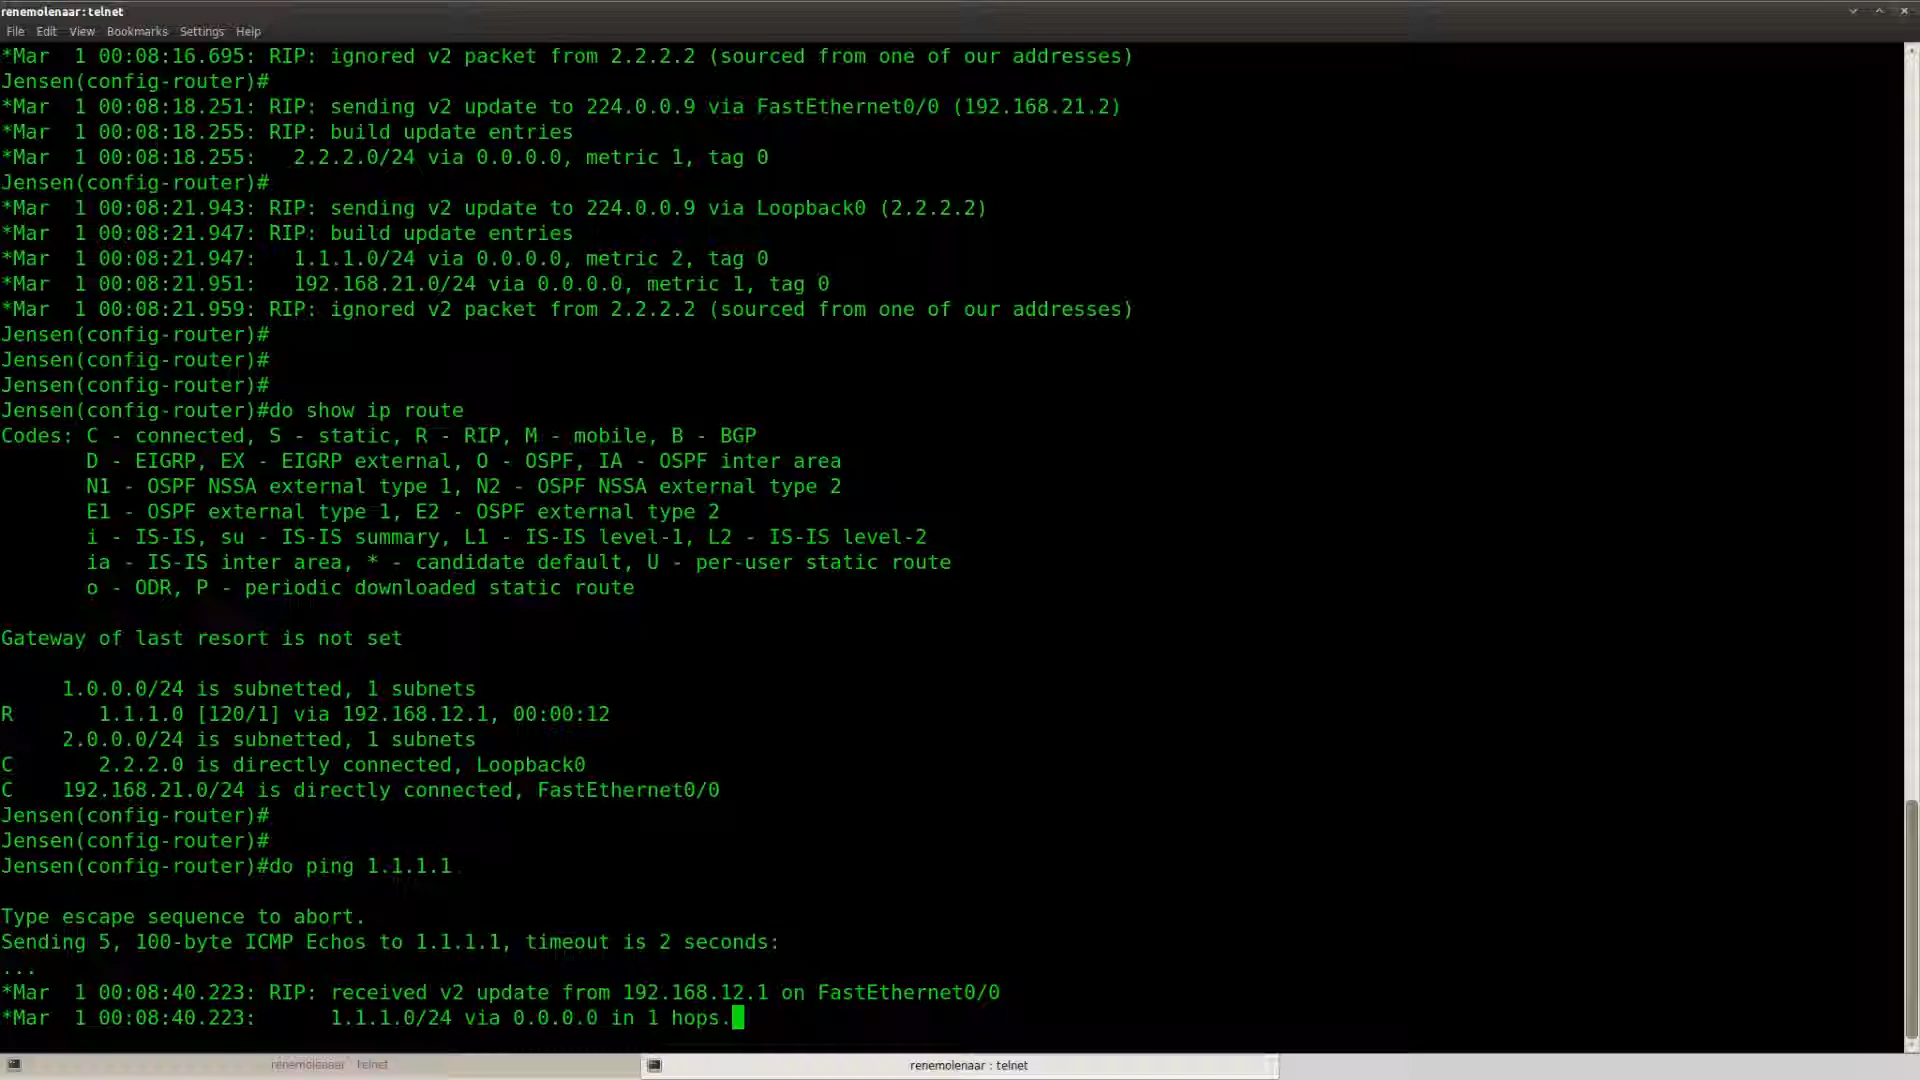 renemolenaar:telnet
File Edit View Bookmarks Settings Help
*Mar  1 00:08:16.695: RIP: ignored v2 packet from 2.2.2.2 (sourced from one of our addresses)
Jensen(config-router)#
*Mar  1 00:08:18.251: RIP: sending v2 update to 224.0.0.9 via FastEthernet0/0 (192.168.21.2)
*Mar  1 00:08:18.255: RIP: build update entries
*Mar  1 00:08:18.255:   2.2.2.0/24 via 0.0.0.0, metric 1, tag 0
Jensen(config-router)#
*Mar  1 00:08:21.943: RIP: sending v2 update to 224.0.0.9 via Loopback0 (2.2.2.2)
*Mar  1 00:08:21.947: RIP: build update entries
*Mar  1 00:08:21.947:   1.1.1.0/24 via 0.0.0.0, metric 2, tag 0
*Mar  1 00:08:21.951:   192.168.21.0/24 via 0.0.0.0, metric 1, tag 0
*Mar  1 00:08:21.959: RIP: ignored v2 packet from 2.2.2.2 (sourced from one of our addresses)
Jensen(config-router)#
Jensen(config-router)#
Jensen(config-router)#
Jensen(config-router)#do show ip route
Codes: C - connected, S - static, R - RIP, M - mobile, B - BGP
       D - EIGRP, EX - EIGRP external, O - OSPF, IA - OSPF inter area
       N1 - OSPF NSSA external type 1, N2 - OSPF NSSA external type 2
       E1 - OSPF external type 1, E2 - OSPF external type 2
       i - IS-IS, su - IS-IS summary, L1 - IS-IS level-1, L2 - IS-IS level-2
       ia - IS-IS inter area, * - candidate default, U - per-user static route
       o - ODR, P - periodic downloaded static route
Gateway of last resort is not set
     1.0.0.0/24 is subnetted, 1 subnets
R       1.1.1.0 [120/1] via 192.168.12.1, 00:00:12
     2.0.0.0/24 is subnetted, 1 subnets
C       2.2.2.0 is directly connected, Loopback0
C    192.168.21.0/24 is directly connected, FastEthernet0/0
Jensen(config-router)#
Jensen(config-router)#
Jensen(config-router)#do ping 1.1.1.1
Type escape sequence to abort.
Sending 5, 100-byte ICMP Echos to 1.1.1.1, timeout is 2 seconds:
...
*Mar  1 00:08:40.223: RIP: received v2 update from 192.168.12.1 on FastEthernet0/0
*Mar  1 00:08:40.223:      1.1.1.0/24 via 0.0.0.0 in 1 hops.
renemolenaar : telnet
renemolenaar : telnet